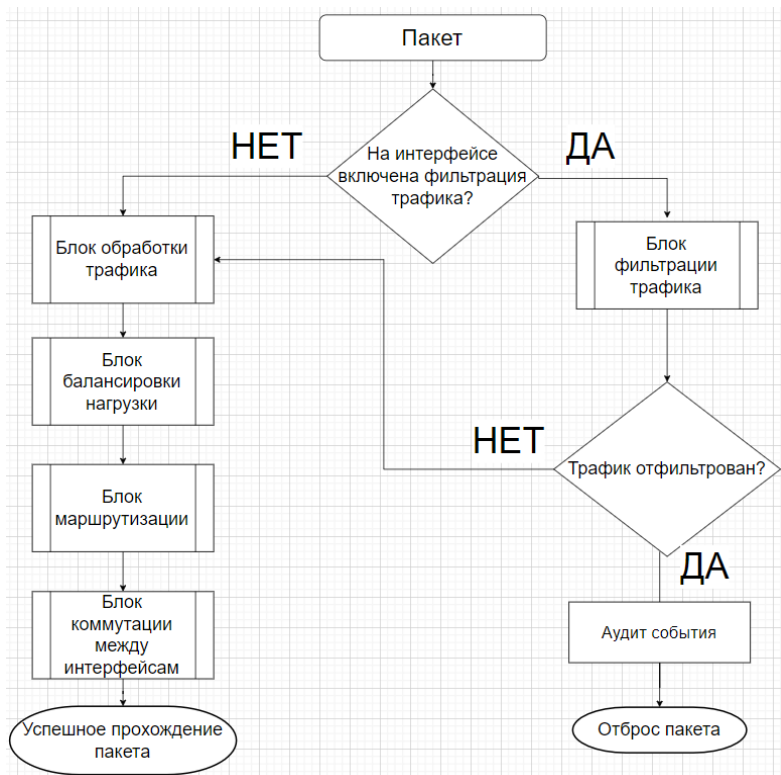 Пакет
НЕТ
ДА
На интерфейсе
включена фильтрация
трафика?
Блок обработки
трафика
Блок
фильтрации
трафика
Блок
балансировки
нагрузки
НЕТ
Трафик отфильтрован?
Блок
маршрутизации
ДА
Блок
коммутации
между
интерфейсам
Аудит события
Успешное прохождение
пакета
Отброс пакета